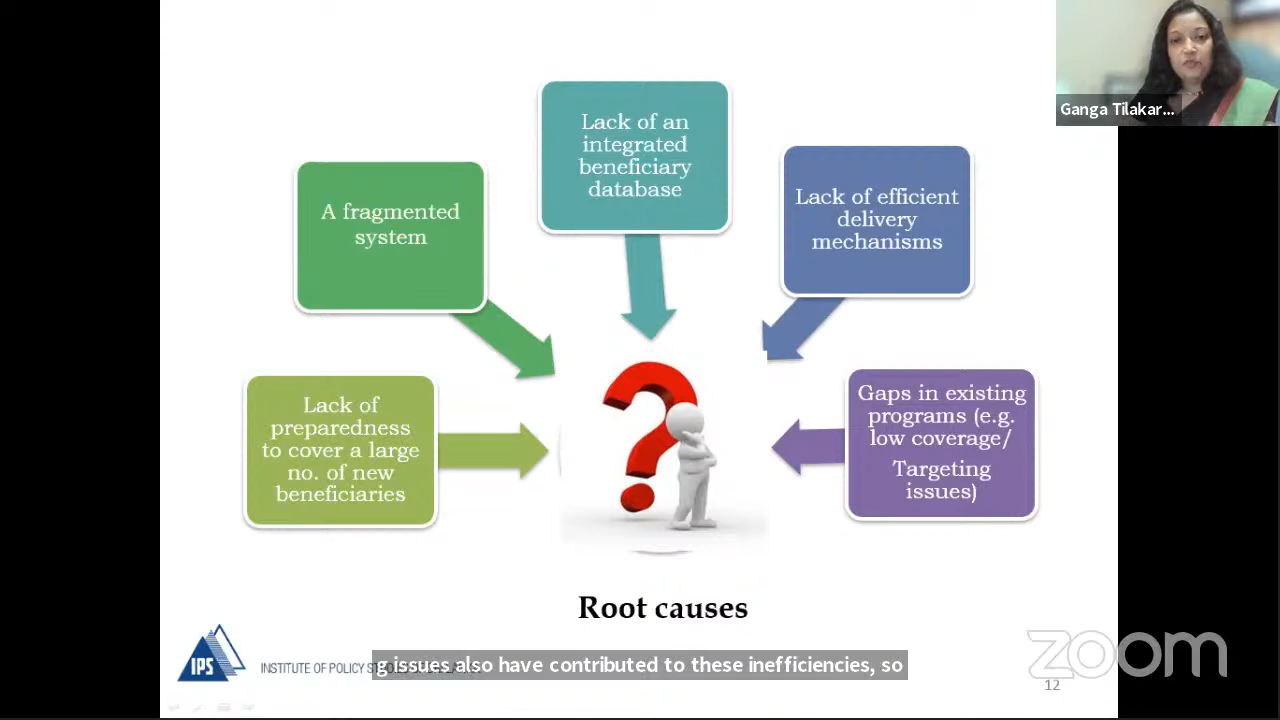 Ganga Tilakar...
Lack of an
integrated
beneficiary
database
A fragmented
system
Lack of efficient
delivery
mechanisms
Lack of
preparedness
to cover a large
no. of new
beneficiaries
Gaps in existing
programs (e.g.
low coverage/
Targeting
issues)
Root causes
IPS
INSTITUTE OF POLICY
g issues also have contributed to these inefficiencies, so
zoom
12